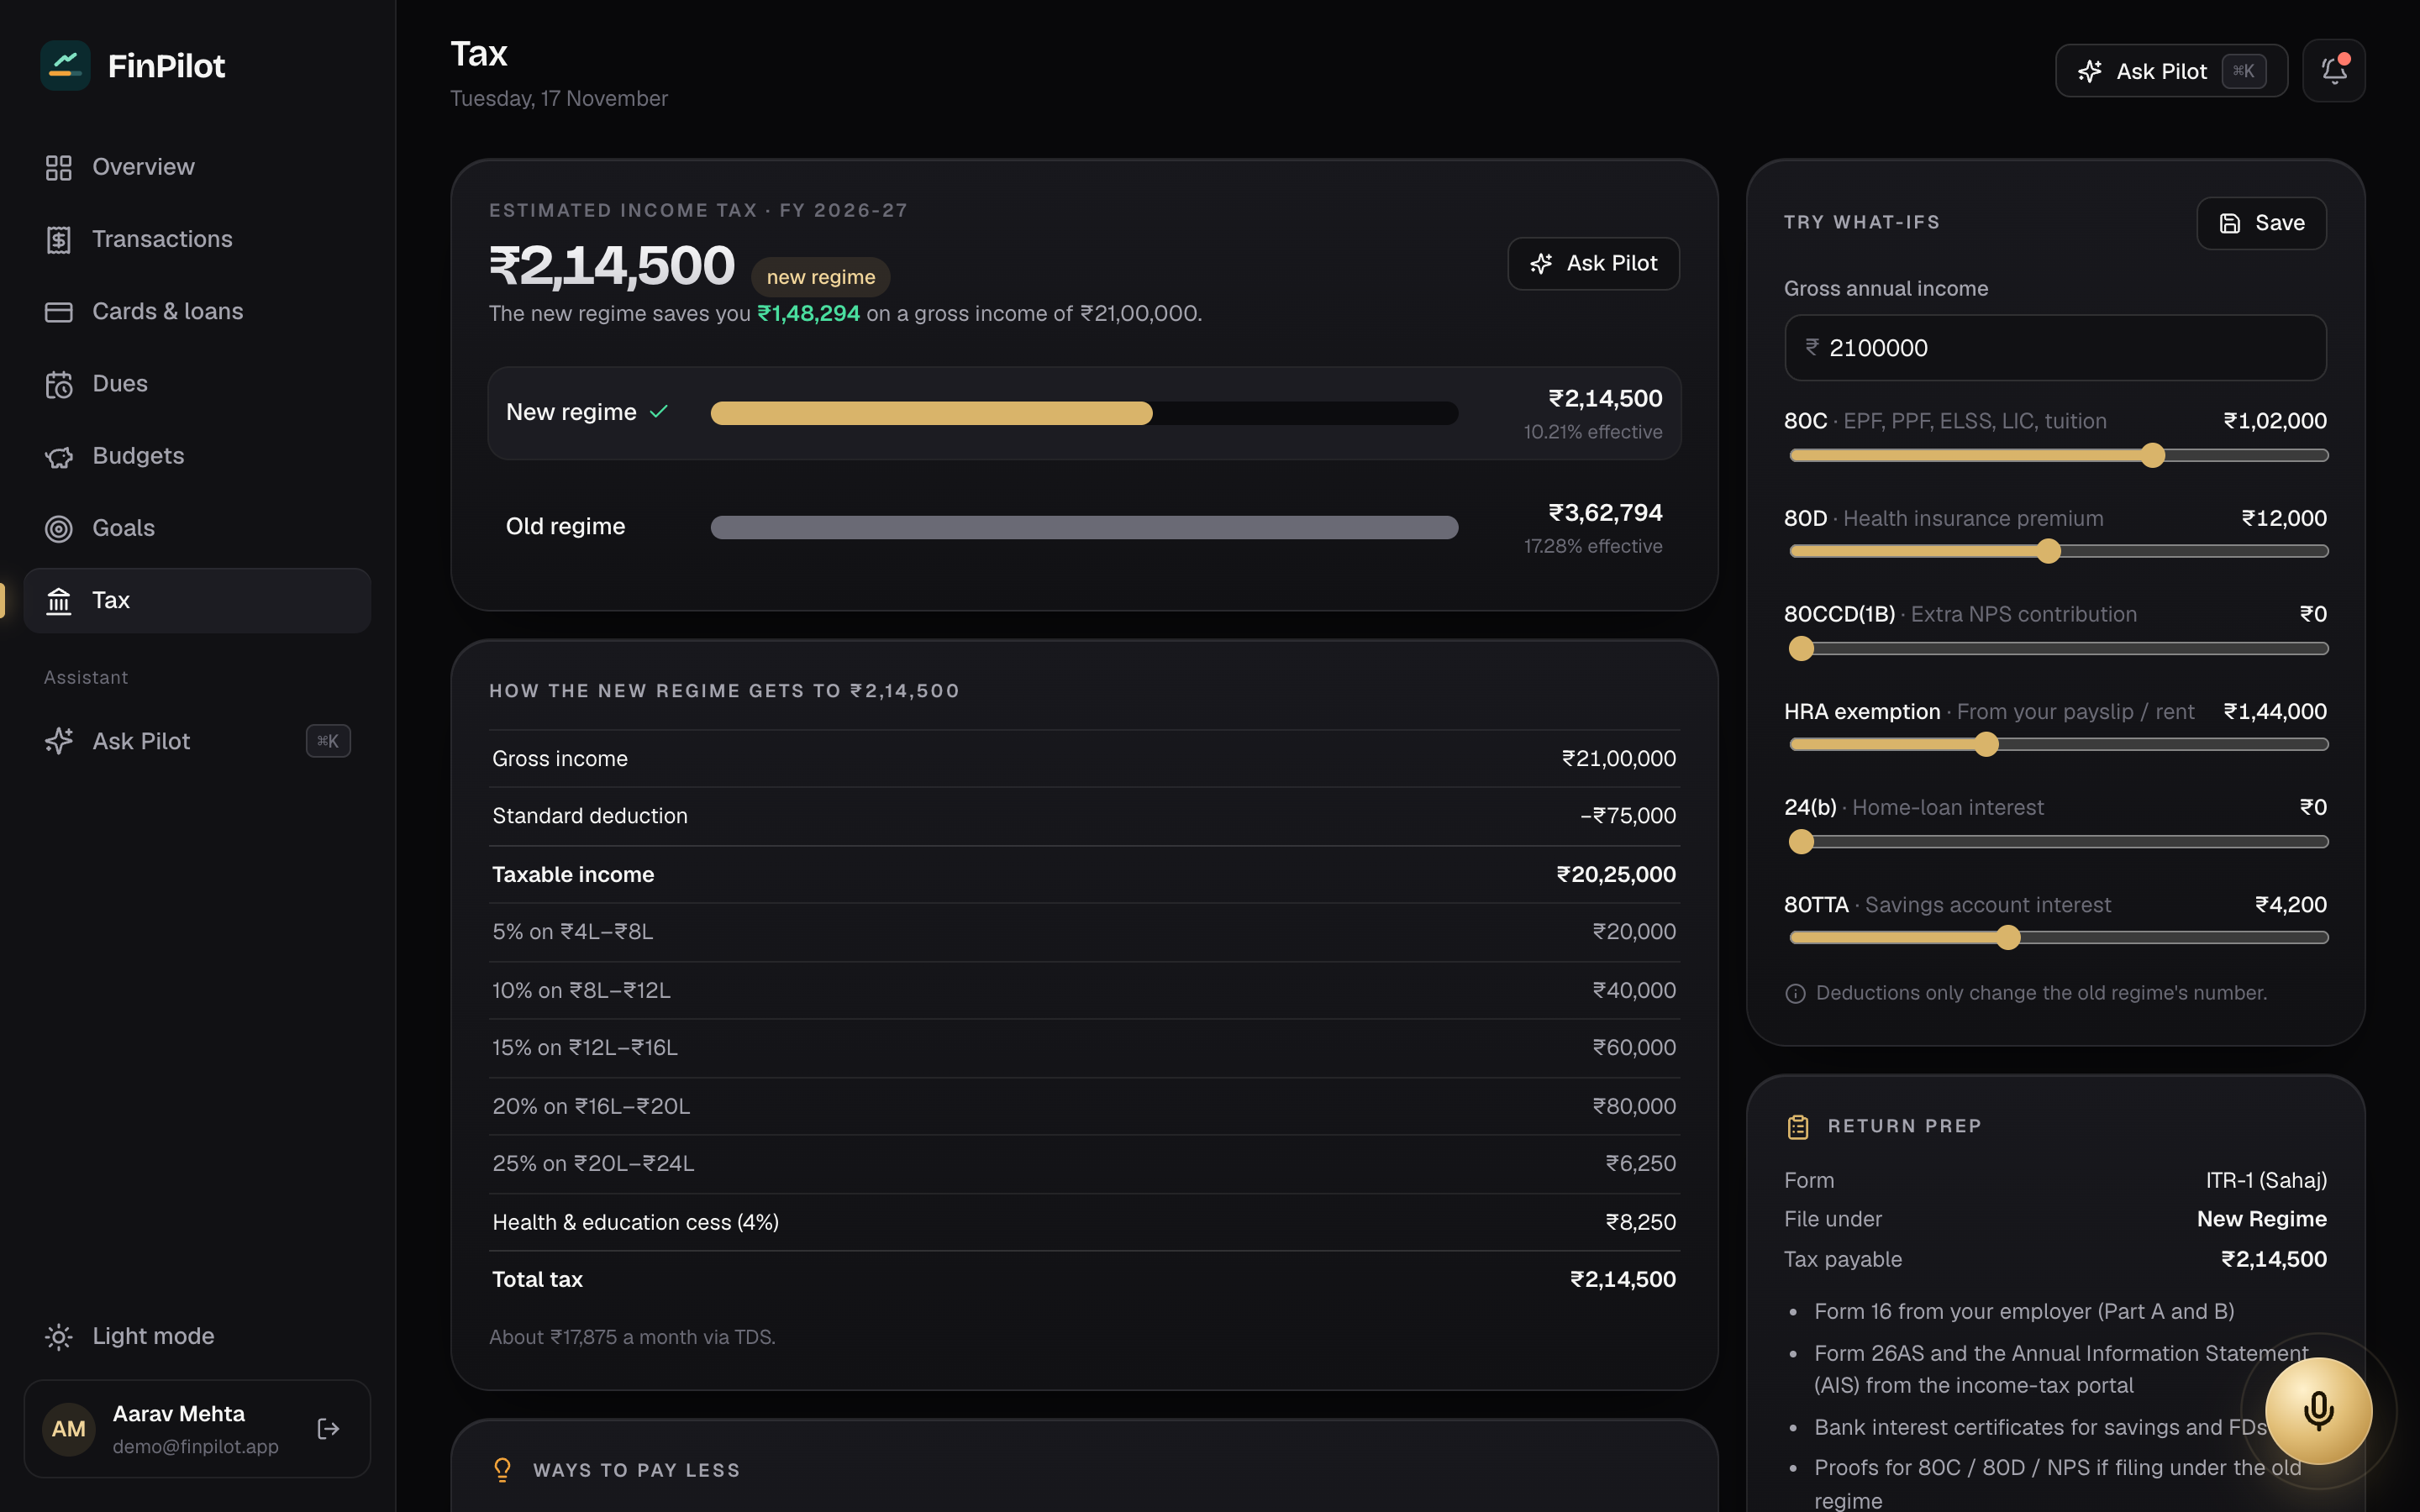 FinPilot
Overview
Transactions
Cards & loans
Dues
Budgets
Goals
Tax
Assistant
Ask Pilot ⌘K
Light mode
AM
Aarav Mehta
demo@finpilot.app
Tax
Tuesday, 17 November
Ask Pilot ⌘K
ESTIMATED INCOME TAX · FY 2026-27
₹2,14,500 new regime
Ask Pilot
The new regime saves you ₹1,48,294 on a gross income of ₹21,00,000.
New regime ₹2,14,500
10.21% effective
Old regime ₹3,62,794
17.28% effective
HOW THE NEW REGIME GETS TO ₹2,14,500
Gross income ₹21,00,000
Standard deduction −₹75,000
Taxable income ₹20,25,000
5% on ₹4L–₹8L ₹20,000
10% on ₹8L–₹12L ₹40,000
15% on ₹12L–₹16L ₹60,000
20% on ₹16L–₹20L ₹80,000
25% on ₹20L–₹24L ₹6,250
Health & education cess (4%) ₹8,250
Total tax ₹2,14,500
About ₹17,875 a month via TDS.
WAYS TO PAY LESS
TRY WHAT-IFS
Save
Gross annual income
₹ 2100000
80C · EPF, PPF, ELSS, LIC, tuition ₹1,02,000
80D · Health insurance premium ₹12,000
80CCD(1B) · Extra NPS contribution ₹0
HRA exemption · From your payslip / rent ₹1,44,000
24(b) · Home-loan interest ₹0
80TTA · Savings account interest ₹4,200
Deductions only change the old regime's number.
RETURN PREP
Form ITR-1 (Sahaj)
File under New Regime
Tax payable ₹2,14,500
• Form 16 from your employer (Part A and B)
• Form 26AS and the Annual Information Statement
(AIS) from the income-tax portal
• Bank interest certificates for savings and FDs
• Proofs for 80C / 80D / NPS if filing under the old
regime